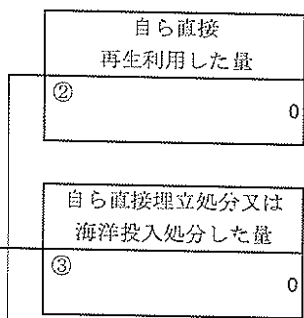 自ら直接
再生利用した量
②
0
自ら直接埋立処分又は
海洋投入処分した量
③
0